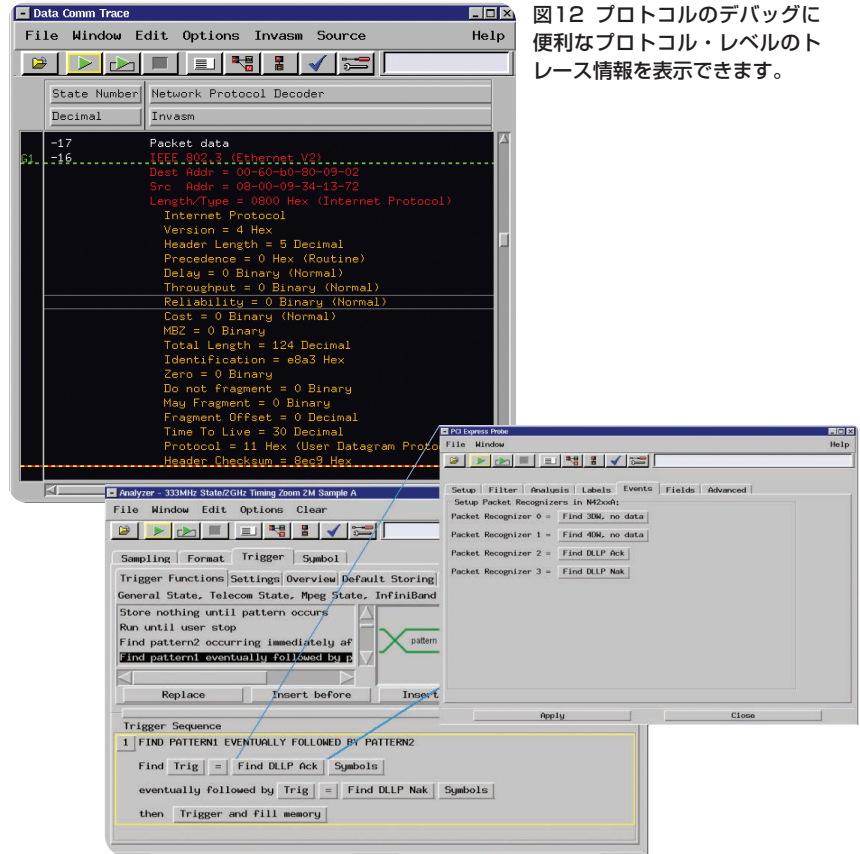 Data Comm Trace
File Window Edit Options Invasm Source Help
State Number Network Protocol Decoder
Decimal Invasm
-17 Packet data
G1 -16 IEEE 802.3 (Ethernet V2)
Dest Addr = 00-60-b0-80-09-02
Src Addr = 08-00-09-34-13-72
Length/Type = 0800 Hex (Internet Protocol)
Internet Protocol
Version = 4 Hex
Header Length = 5 Decimal
Precedence = 0 Hex (Routine)
Delay = 0 Binary (Normal)
Throughput = 0 Binary (Normal)
Reliability = 0 Binary (Normal)
Cost = 0 Binary (Normal)
MBZ = 0 Binary
Total Length = 124 Decimal
Identification = e8a3 Hex
Zero = 0 Binary
Do not fragment = 0 Binary
May Fragment = 0 Binary
Fragment Offset = 0 Decimal
Time To Live = 30 Decimal
Protocol = 11 Hex (User Datagram Proto
Header Checksum = 8ec9 Hex
図12 プロトコルのデバッグに
便利なプロトコル・レベルのト
レース情報を表示できます。
PCI Express Probe
File Window Help
Setup Filter Analysis Labels Events Fields Advanced
Setup Packet Recognizers in N42xxA:
Packet Recognizer 0 = Find 3DW, no data
Packet Recognizer 1 = Find 4DW, no data
Packet Recognizer 2 = Find DLLP Ack
Packet Recognizer 3 = Find DLLP Nak
Apply Close
Analyzer - 333MHz State/2GHz Timing Zoom 2M Sample A
File Window Edit Options Clear
Sampling Format Trigger Symbol
Trigger Functions Settings Overview Default Storing
General State, Telecom State, Mpeg State, InfiniBand
Store nothing until pattern occurs
Run until user stop
Find pattern2 occurring immediately af
Find pattern1 eventually followed by p
pattern
Replace Insert before Insert
Trigger Sequence
1 FIND PATTERN1 EVENTUALLY FOLLOWED BY PATTERN2
Find Trig = Find DLLP Ack Symbols
eventually followed by Trig = Find DLLP Nak Symbols
then Trigger and fill memory